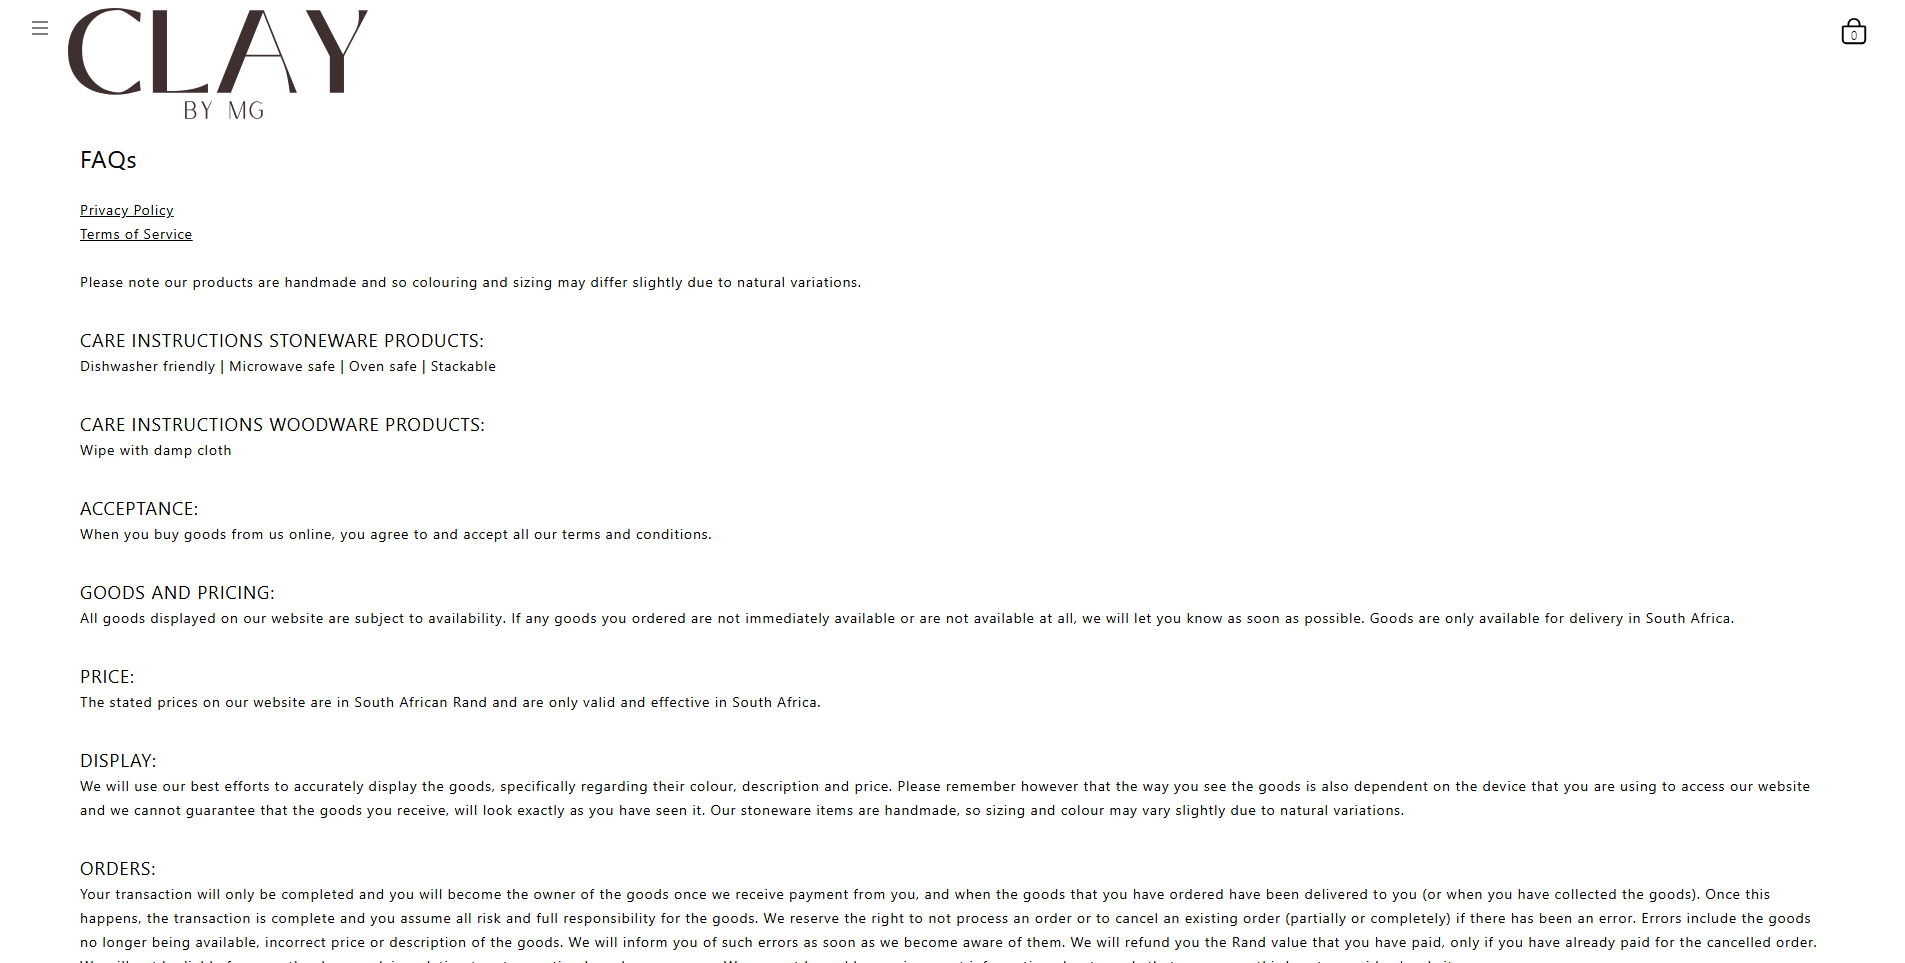 CLAY
BY MG
0
FAQs
Privacy Policy
Terms of Service
Please note our products are handmade and so colouring and sizing may differ slightly due to natural variations.
CARE INSTRUCTIONS STONEWARE PRODUCTS:
Dishwasher friendly | Microwave safe | Oven safe | Stackable
CARE INSTRUCTIONS WOODWARE PRODUCTS:
Wipe with damp cloth
ACCEPTANCE:
When you buy goods from us online, you agree to and accept all our terms and conditions.
GOODS AND PRICING:
All goods displayed on our website are subject to availability. If any goods you ordered are not immediately available or are not available at all, we will let you know as soon as possible. Goods are only available for delivery in South Africa.
PRICE:
The stated prices on our website are in South African Rand and are only valid and effective in South Africa.
DISPLAY:
We will use our best efforts to accurately display the goods, specifically regarding their colour, description and price. Please remember however that the way you see the goods is also dependent on the device that you are using to access our website
and we cannot guarantee that the goods you receive, will look exactly as you have seen it. Our stoneware items are handmade, so sizing and colour may vary slightly due to natural variations.
ORDERS:
Your transaction will only be completed and you will become the owner of the goods once we receive payment from you, and when the goods that you have ordered have been delivered to you (or when you have collected the goods). Once this
happens, the transaction is complete and you assume all risk and full responsibility for the goods. We reserve the right to not process an order or to cancel an existing order (partially or completely) if there has been an error. Errors include the goods
no longer being available, incorrect price or description of the goods. We will inform you of such errors as soon as we become aware of them. We will refund you the Rand value that you have paid, only if you have already paid for the cancelled order.